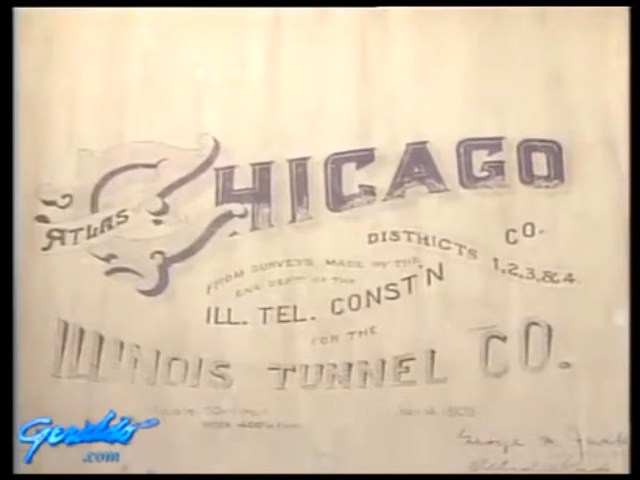 ATLAS
CHICAGO
DISTRICTS CO.
1,2,3,&4
FROM SURVEYS MADE BY THE
ENG. DEPT. OF THE
ILL. TEL. CONST'N
FOR THE
ILLINOIS TUNNEL CO.
Geraldo
.com